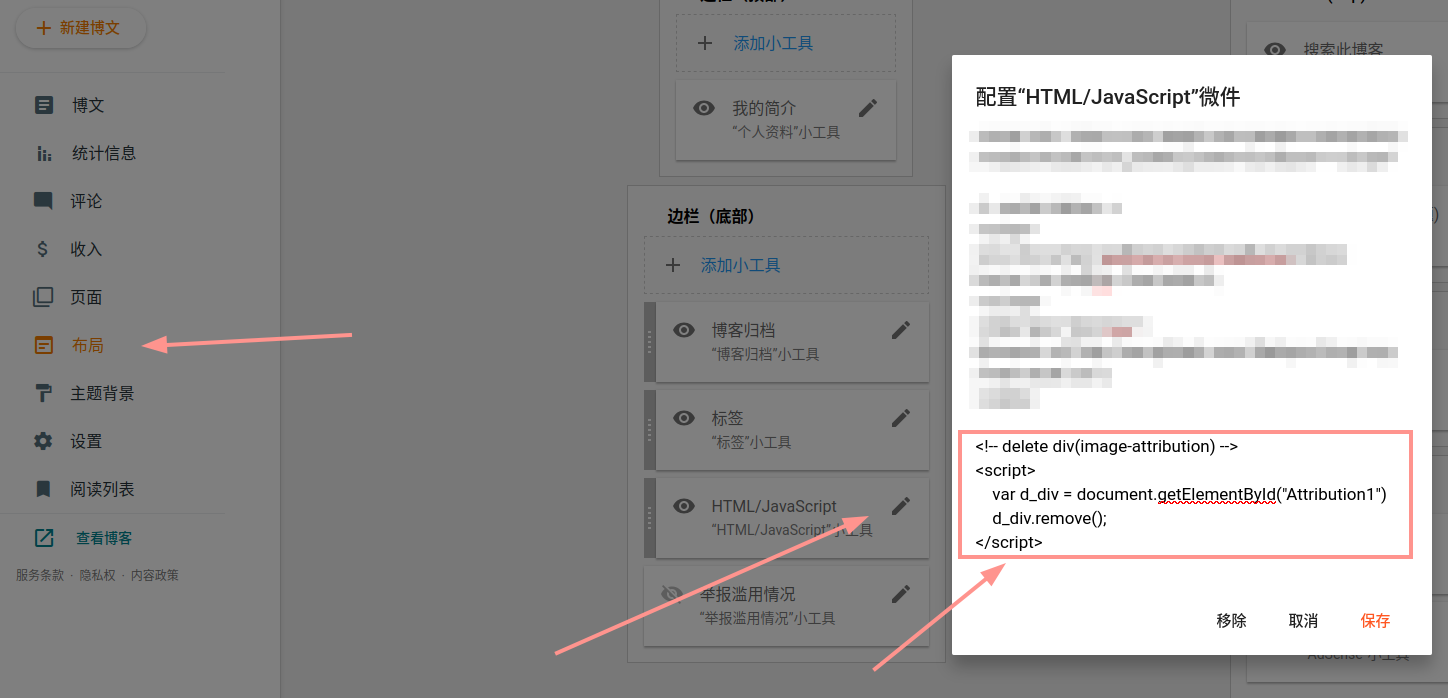 新建博文
博文
统计信息
评论
收入
页面
布局
主题背景
设置
阅读列表
查看博客
服务条款 · 隐私权 · 内容政策
添加小工具
我的简介
“个人资料”小工具
边栏（底部）
添加小工具
博客归档
“博客归档”小工具
标签
“标签”小工具
HTML/JavaScript
“HTML/JavaScript”小工具
举报滥用情况
“举报滥用情况”小工具
搜索此博客
配置“HTML/JavaScript”微件
<!-- delete div(image-attribution) -->
<script>
var d_div = document.getElementById("Attribution1")
d_div.remove();
</script>
移除
取消
保存